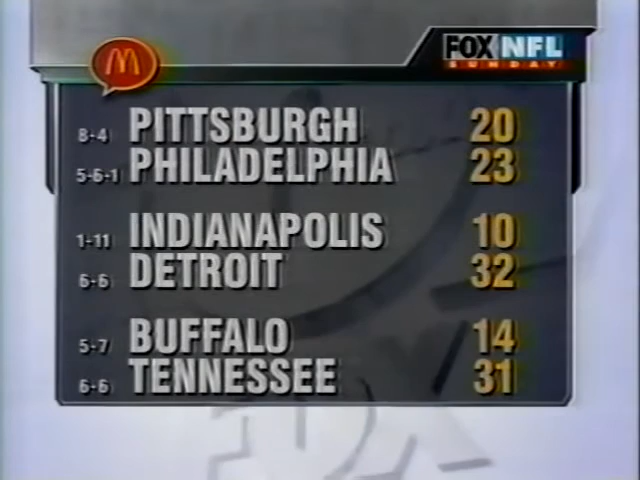 FOX NFL
SUNDAY
8-4 PITTSBURGH 20
5-6-1 PHILADELPHIA 23
1-11 INDIANAPOLIS 10
6-6 DETROIT 32
5-7 BUFFALO 14
6-6 TENNESSEE 31
FOX